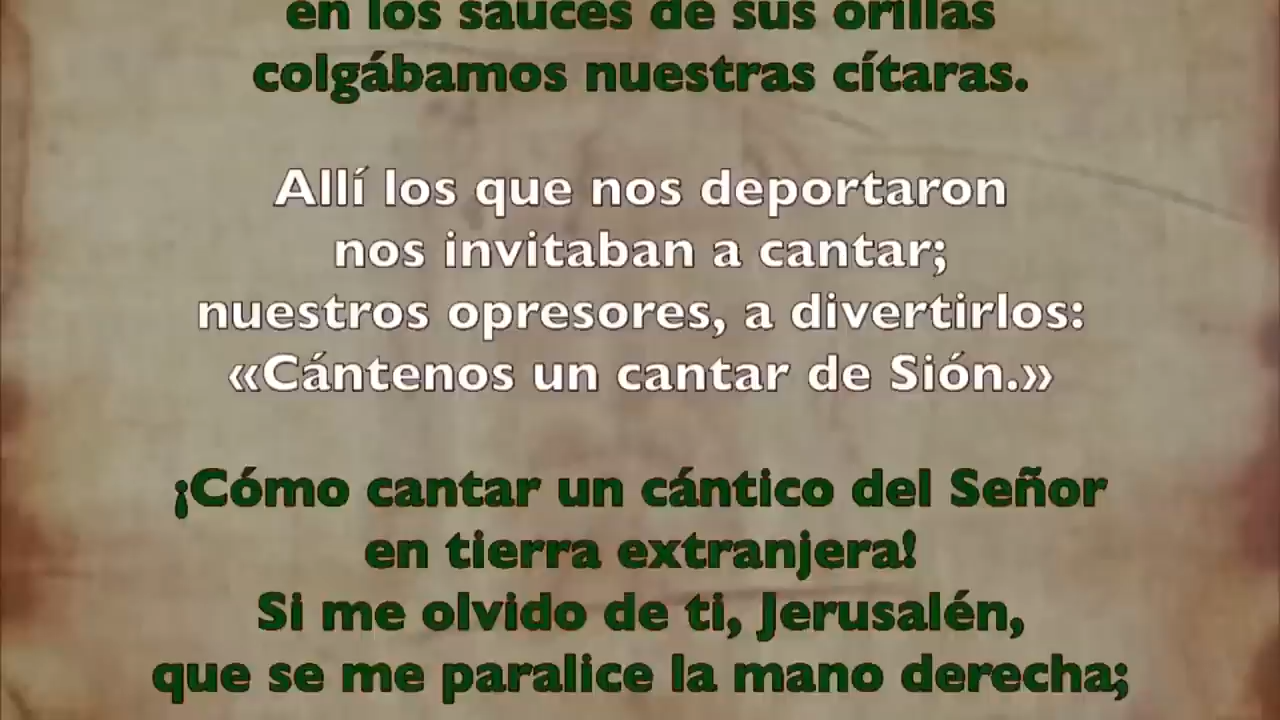 en los sauces de sus orillas
colgábamos nuestras cítaras.
Allí los que nos deportaron
nos invitaban a cantar;
nuestros opresores, a divertirlos:
«Cántenos un cantar de Sión.»
¡Cómo cantar un cántico del Señor
en tierra extranjera!
Si me olvido de ti, Jerusalén,
que se me paralice la mano derecha;